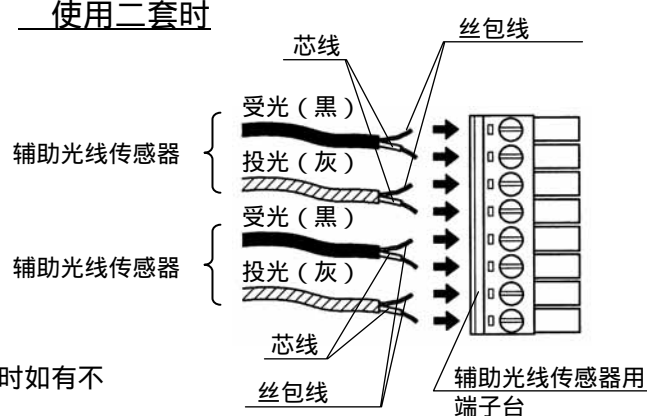 使用二套时
丝包线
芯线
受光（黒）
辅助光线传感器
投光（灰）
受光（黒）
辅助光线传感器
投光（灰）
芯线
时如有不
丝包线
辅助光线传感器用
端子台